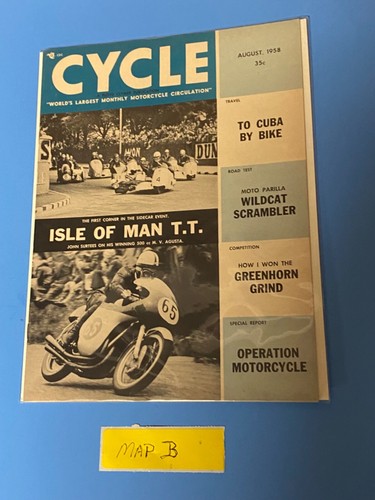 CYCLE
"WORLD'S LARGEST MONTHLY MOTORCYCLE CIRCULATION"
AUGUST, 1958
35c
TRAVEL
TO CUBA
BY BIKE
ROAD TEST
MOTO PARILLA
WILDCAT
SCRAMBLER
COMPETITION
HOW I WON THE
GREENHORN
GRIND
SPECIAL REPORT
OPERATION
MOTORCYCLE
DUN
THE FIRST CORNER IN THE SIDECAR EVENT.
ISLE OF MAN T.T.
JOHN SURTEES ON HIS WINNING 500 cc M. V. AGUSTA.
65
MAP B